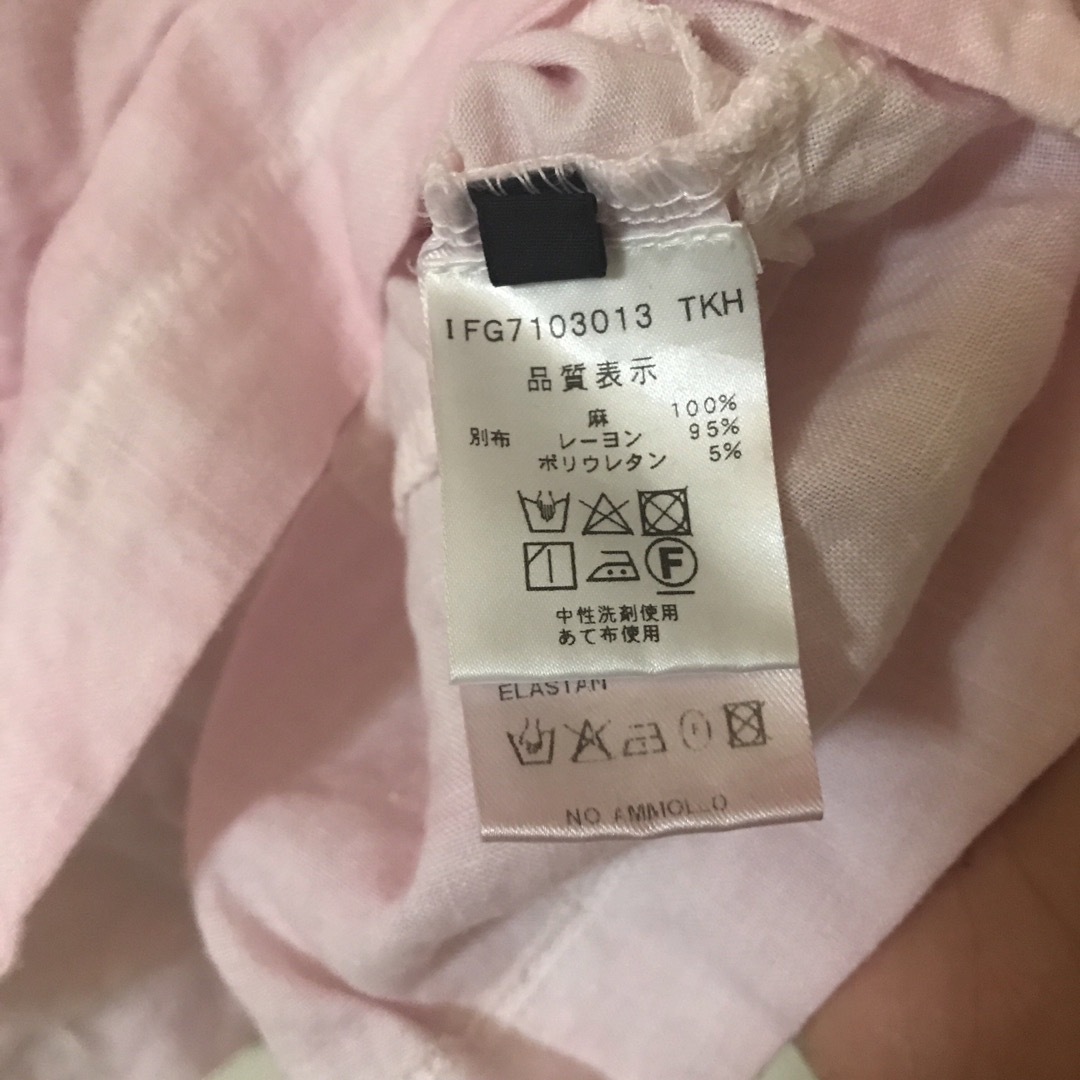 IFG7103013 TKH
品質表示
麻 100%
別布 レーヨン 95%
ポリウレタン 5%
F
中性洗剤使用
あて布使用
ELASTAN
NO AMMOLLO